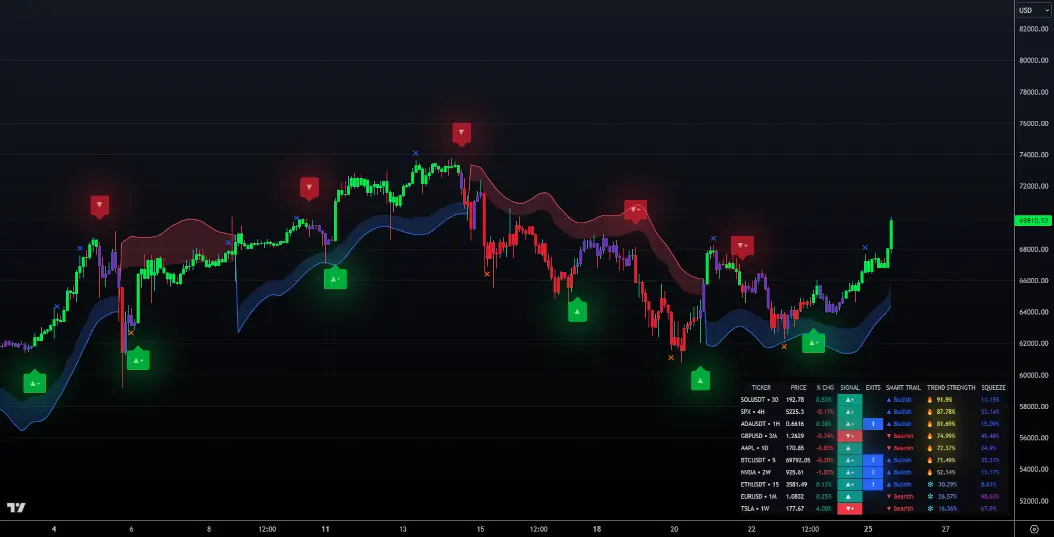 USD
82000.00
80000.00
78000.00
76000.00
74000.00
72000.00
69810.52
68000.00
66000.00
64000.00
62000.00
60000.00
58000.00
56000.00
54000.00
52000.00
TICKER PRICE % CHG SIGNAL EXITS SMART TRAIL TREND STRENGTH SQUEEZE
SOLUSDT • 30 192.78 0.55% ▲+ ▲ Bullish 91.9% 11.15%
SPX • 4H 5225.3 -0.17% ▲+ ▲ Bullish 87.78% 33.14%
ADAUSDT • 1H 0.6616 0.38% ▲+ 1 ▲ Bullish 81.69% 15.09%
GBPUSD • 3M 1.2629 -0.74% ▼+ ▼ Bearish 74.99% 45.48%
AAPL • 1D 170.85 -0.83% ▲ ▼ Bearish 72.37% 24.9%
BTCUSDT • 5 69792.05 -0.20% ▲+ 2 ▲ Bullish 71.49% 35.37%
NVDA • 2W 925.61 -1.83% ▲+ 2 ▲ Bullish 52.14% 11.17%
ETHUSDT • 15 3581.49 0.13% ▲+ 1 ▲ Bullish 30.29% 8.61%
EURUSD • 1M 1.0832 0.25% ▲ ▼ Bearish 26.57% 98.63%
TSLA • 1W 177.67 4.00% ▼+ ▼ Bearish 16.36% 67.9%
4 6 8 12:00 11 13 15 12:00 18 20 12:00 25 27